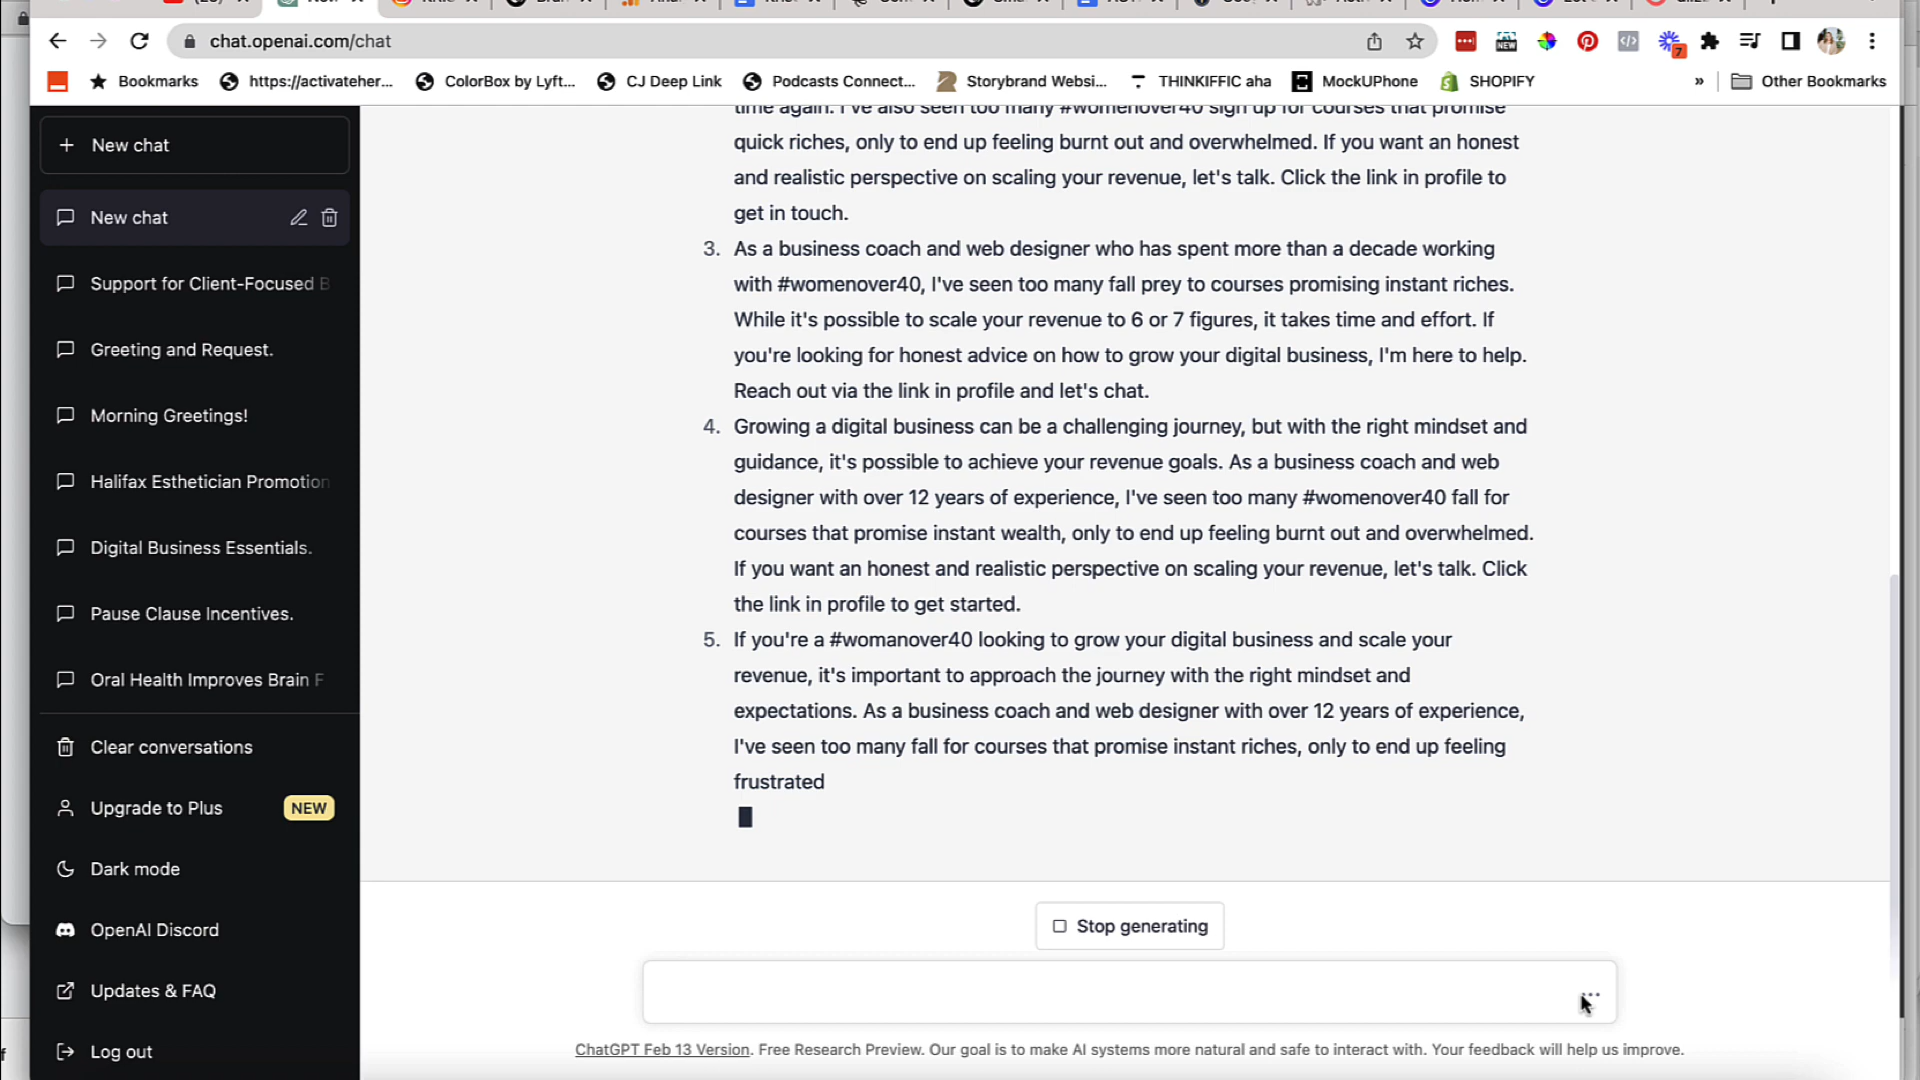 chat.openai.com/chat
NEW
7
Bookmarks
https://activateher...
ColorBox by Lyft...
CJ Deep Link
Podcasts Connect...
Storybrand Websi...
THINKIFFIC aha
MockUPhone
SHOPIFY
»
Other Bookmarks
+ New chat
New chat
Support for Client-Focused B
Greeting and Request.
Morning Greetings!
Halifax Esthetician Promotion
Digital Business Essentials.
Pause Clause Incentives.
Oral Health Improves Brain F
Clear conversations
Upgrade to Plus NEW
Dark mode
OpenAI Discord
Updates & FAQ
Log out
time again. I've also seen too many #womenover40 sign up for courses that promise
quick riches, only to end up feeling burnt out and overwhelmed. If you want an honest
and realistic perspective on scaling your revenue, let's talk. Click the link in profile to
get in touch.
3. As a business coach and web designer who has spent more than a decade working
with #womenover40, I've seen too many fall prey to courses promising instant riches.
While it's possible to scale your revenue to 6 or 7 figures, it takes time and effort. If
you're looking for honest advice on how to grow your digital business, I'm here to help.
Reach out via the link in profile and let's chat.
4. Growing a digital business can be a challenging journey, but with the right mindset and
guidance, it's possible to achieve your revenue goals. As a business coach and web
designer with over 12 years of experience, I've seen too many #womenover40 fall for
courses that promise instant wealth, only to end up feeling burnt out and overwhelmed.
If you want an honest and realistic perspective on scaling your revenue, let's talk. Click
the link in profile to get started.
5. If you're a #womanover40 looking to grow your digital business and scale your
revenue, it's important to approach the journey with the right mindset and
expectations. As a business coach and web designer with over 12 years of experience,
I've seen too many fall for courses that promise instant riches, only to end up feeling
frustrated
Stop generating
ChatGPT Feb 13 Version. Free Research Preview. Our goal is to make AI systems more natural and safe to interact with. Your feedback will help us improve.